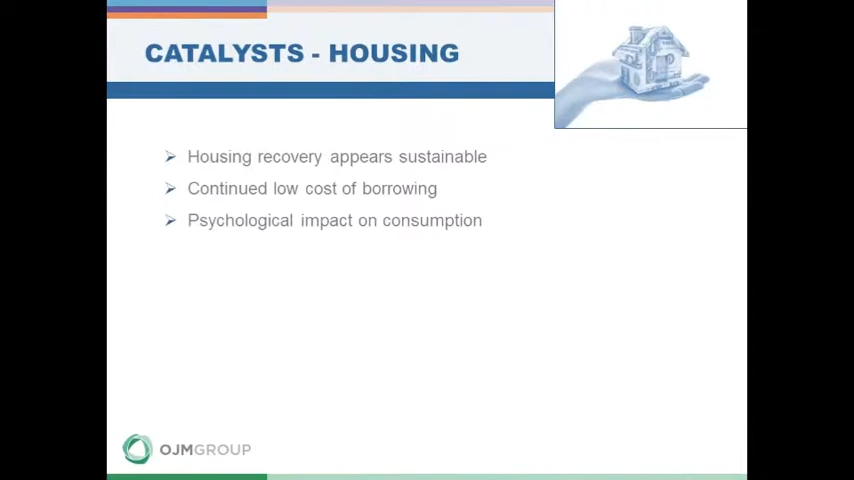 CATALYSTS - HOUSING
Housing recovery appears sustainable
Continued low cost of borrowing
Psychological impact on consumption
OJMGROUP